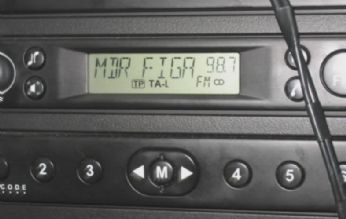 MDR FIGA 98.7
TP TA-L FM
2 3 M 4 5
CODE